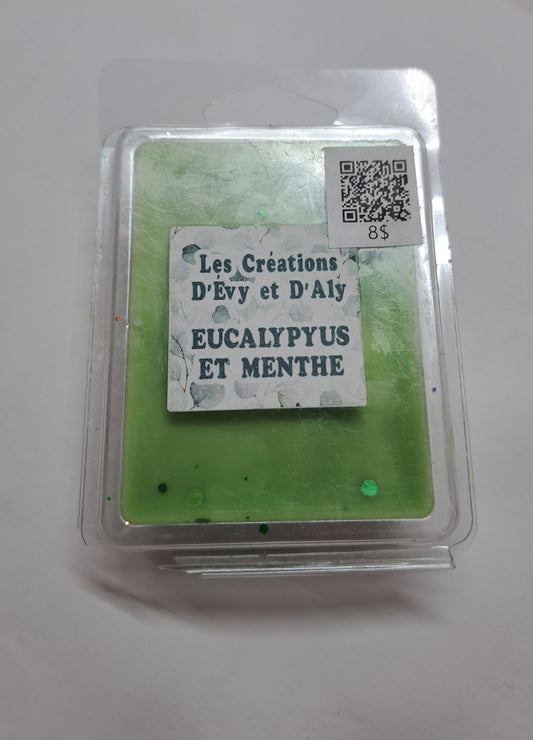 8$
Les Créations
D'Évy et D'Aly
EUCALYPYUS
ET MENTHE